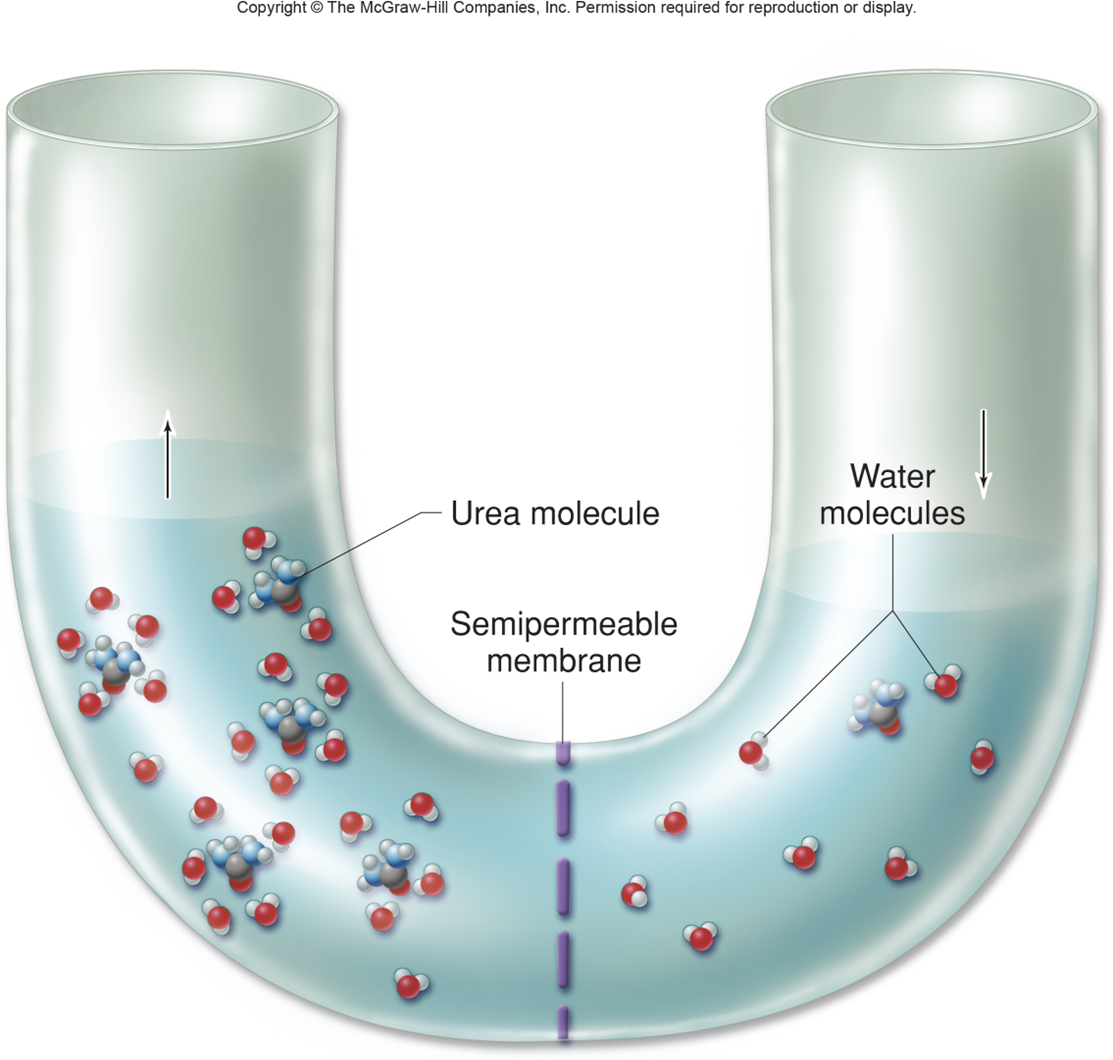 Copyright © The McGraw-Hill Companies, Inc. Permission required for reproduction or display.
Water
molecules
Urea molecule
Semipermeable
membrane